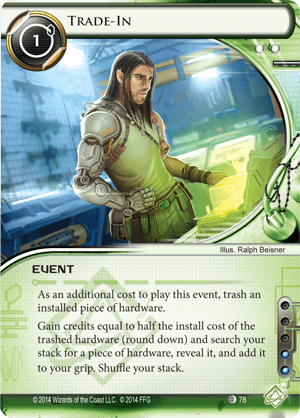 1
Trade-In
Illus. Ralph Beisner
EVENT
As an additional cost to play this event, trash an
installed piece of hardware.
Gain credits equal to half the install cost of the
trashed hardware (round down) and search your
stack for a piece of hardware, reveal it, and add it
to your grip. Shuffle your stack.
© 2014 Wizards of the Coast LLC. © 2014 FFG
78